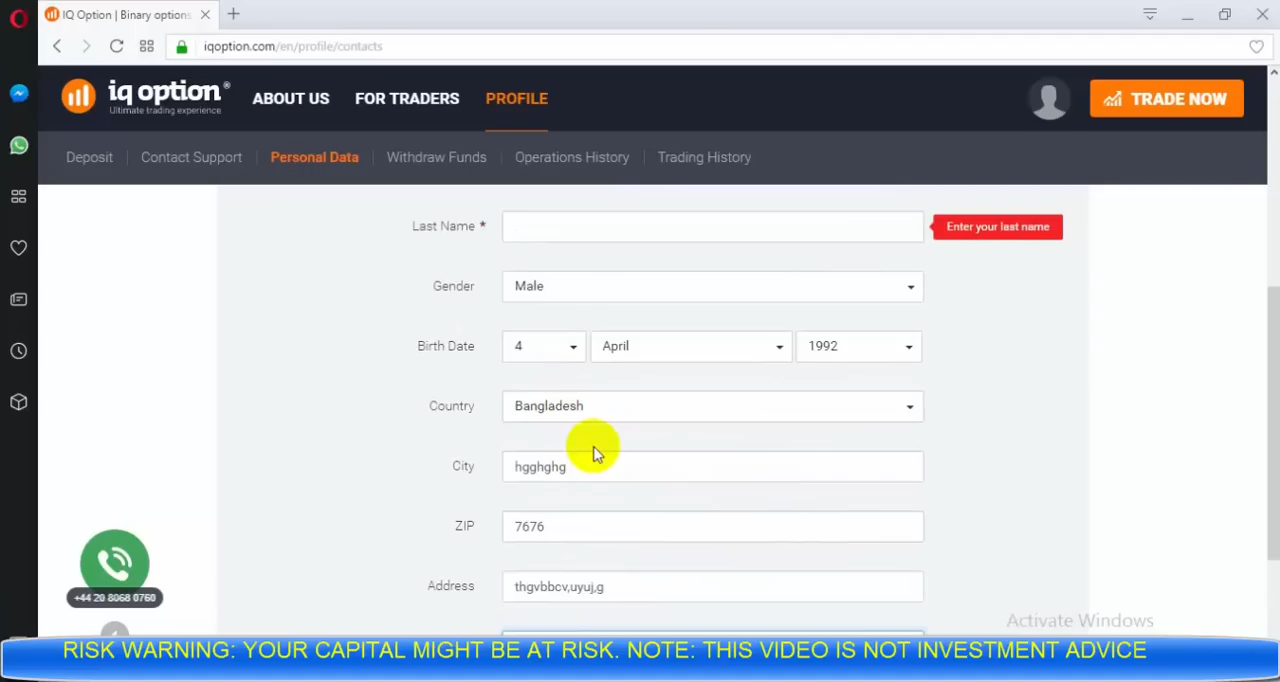 IQ Option | Binary options
iqoption.com/en/profile/contacts
iq option®
Ultimate trading experience
ABOUT US
FOR TRADERS
PROFILE
TRADE NOW
Deposit
Contact Support
Personal Data
Withdraw Funds
Operations History
Trading History
Last Name *
Enter your last name
Gender
Male
Birth Date
4
April
1992
Country
Bangladesh
City
hgghghg
ZIP
7676
Address
thgvbbcv,uyuj,g
+44 20 8068 0760
Activate Windows
RISK WARNING: YOUR CAPITAL MIGHT BE AT RISK. NOTE: THIS VIDEO IS NOT INVESTMENT ADVICE